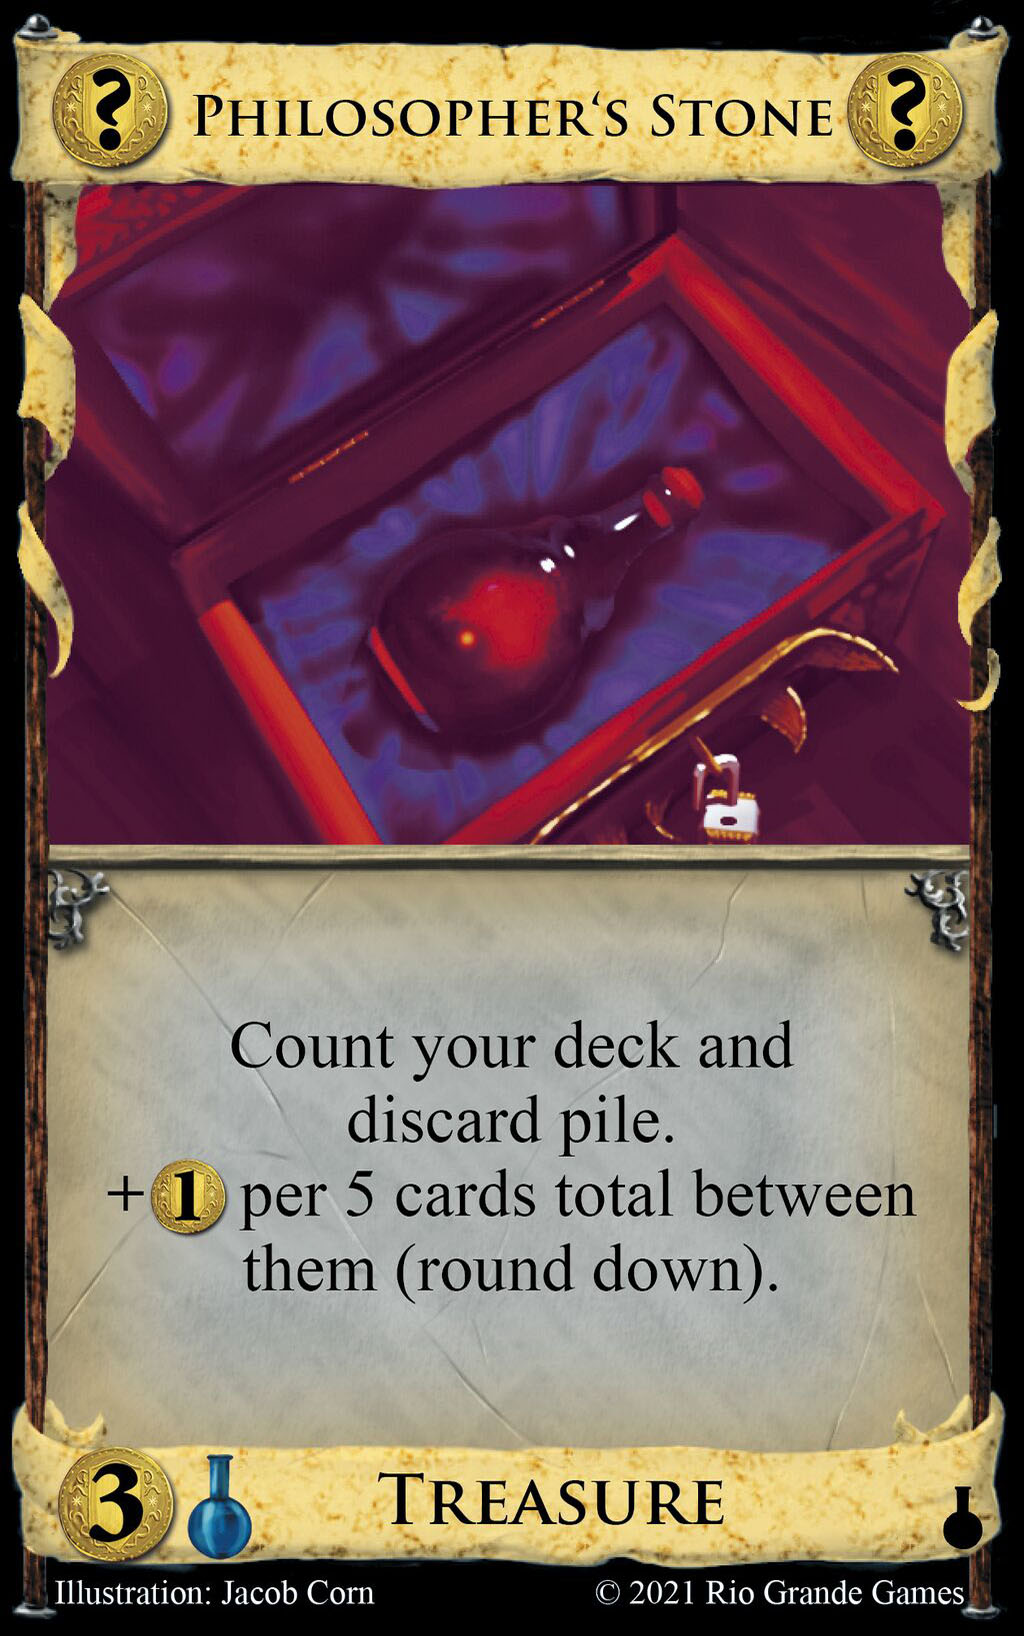 ? PHILOSOPHER‘S STONE ?
Count your deck and
discard pile.
+1 per 5 cards total between
them (round down).
3 TREASURE
Illustration: Jacob Corn © 2021 Rio Grande Games